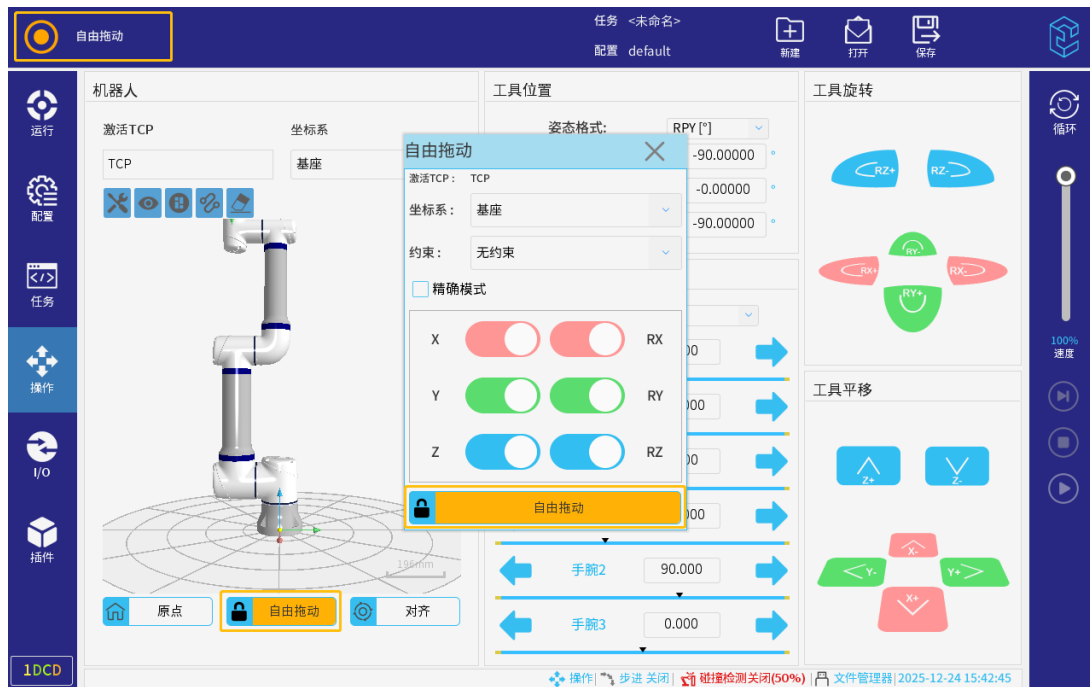 自由拖动
任务 <未命名>
配置 default
新建
打开
保存
运行
配置
任务
操作
I/O
插件
1DCD
机器人
激活TCP
坐标系
TCP
基座
196mm
原点
自由拖动
对齐
工具位置
姿态格式:
RPY [°]
-90.00000 °
-0.00000 °
-90.00000 °
自由拖动
激活TCP: TCP
坐标系: 基座
约束: 无约束
精确模式
X RX
Y RY
Z RZ
自由拖动
手腕2 90.000
手腕3 0.000
工具旋转
RZ+ RZ-
RY-
RX+ RX-
RY+
工具平移
Z+ Z-
X-
Y- Y+
X+
循环
100%
速度
操作| 步进 关闭| 碰撞检测关闭(50%) | 文件管理器|2025-12-24 15:42:45